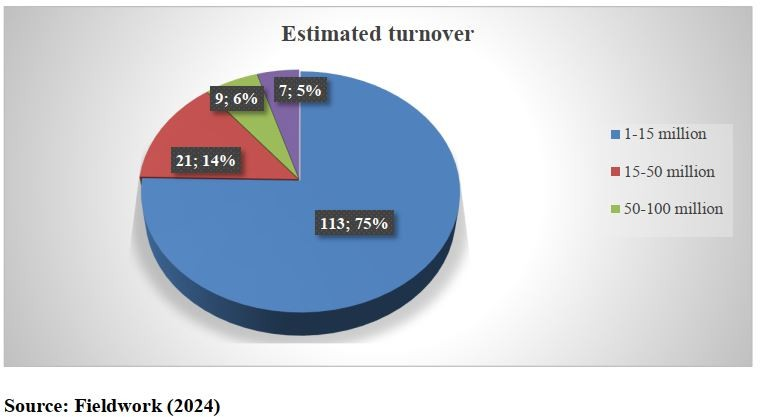 Estimated turnover
7; 5%
9; 6%
21; 14%
113; 75%
1-15 million
15-50 million
50-100 million
Source: Fieldwork (2024)